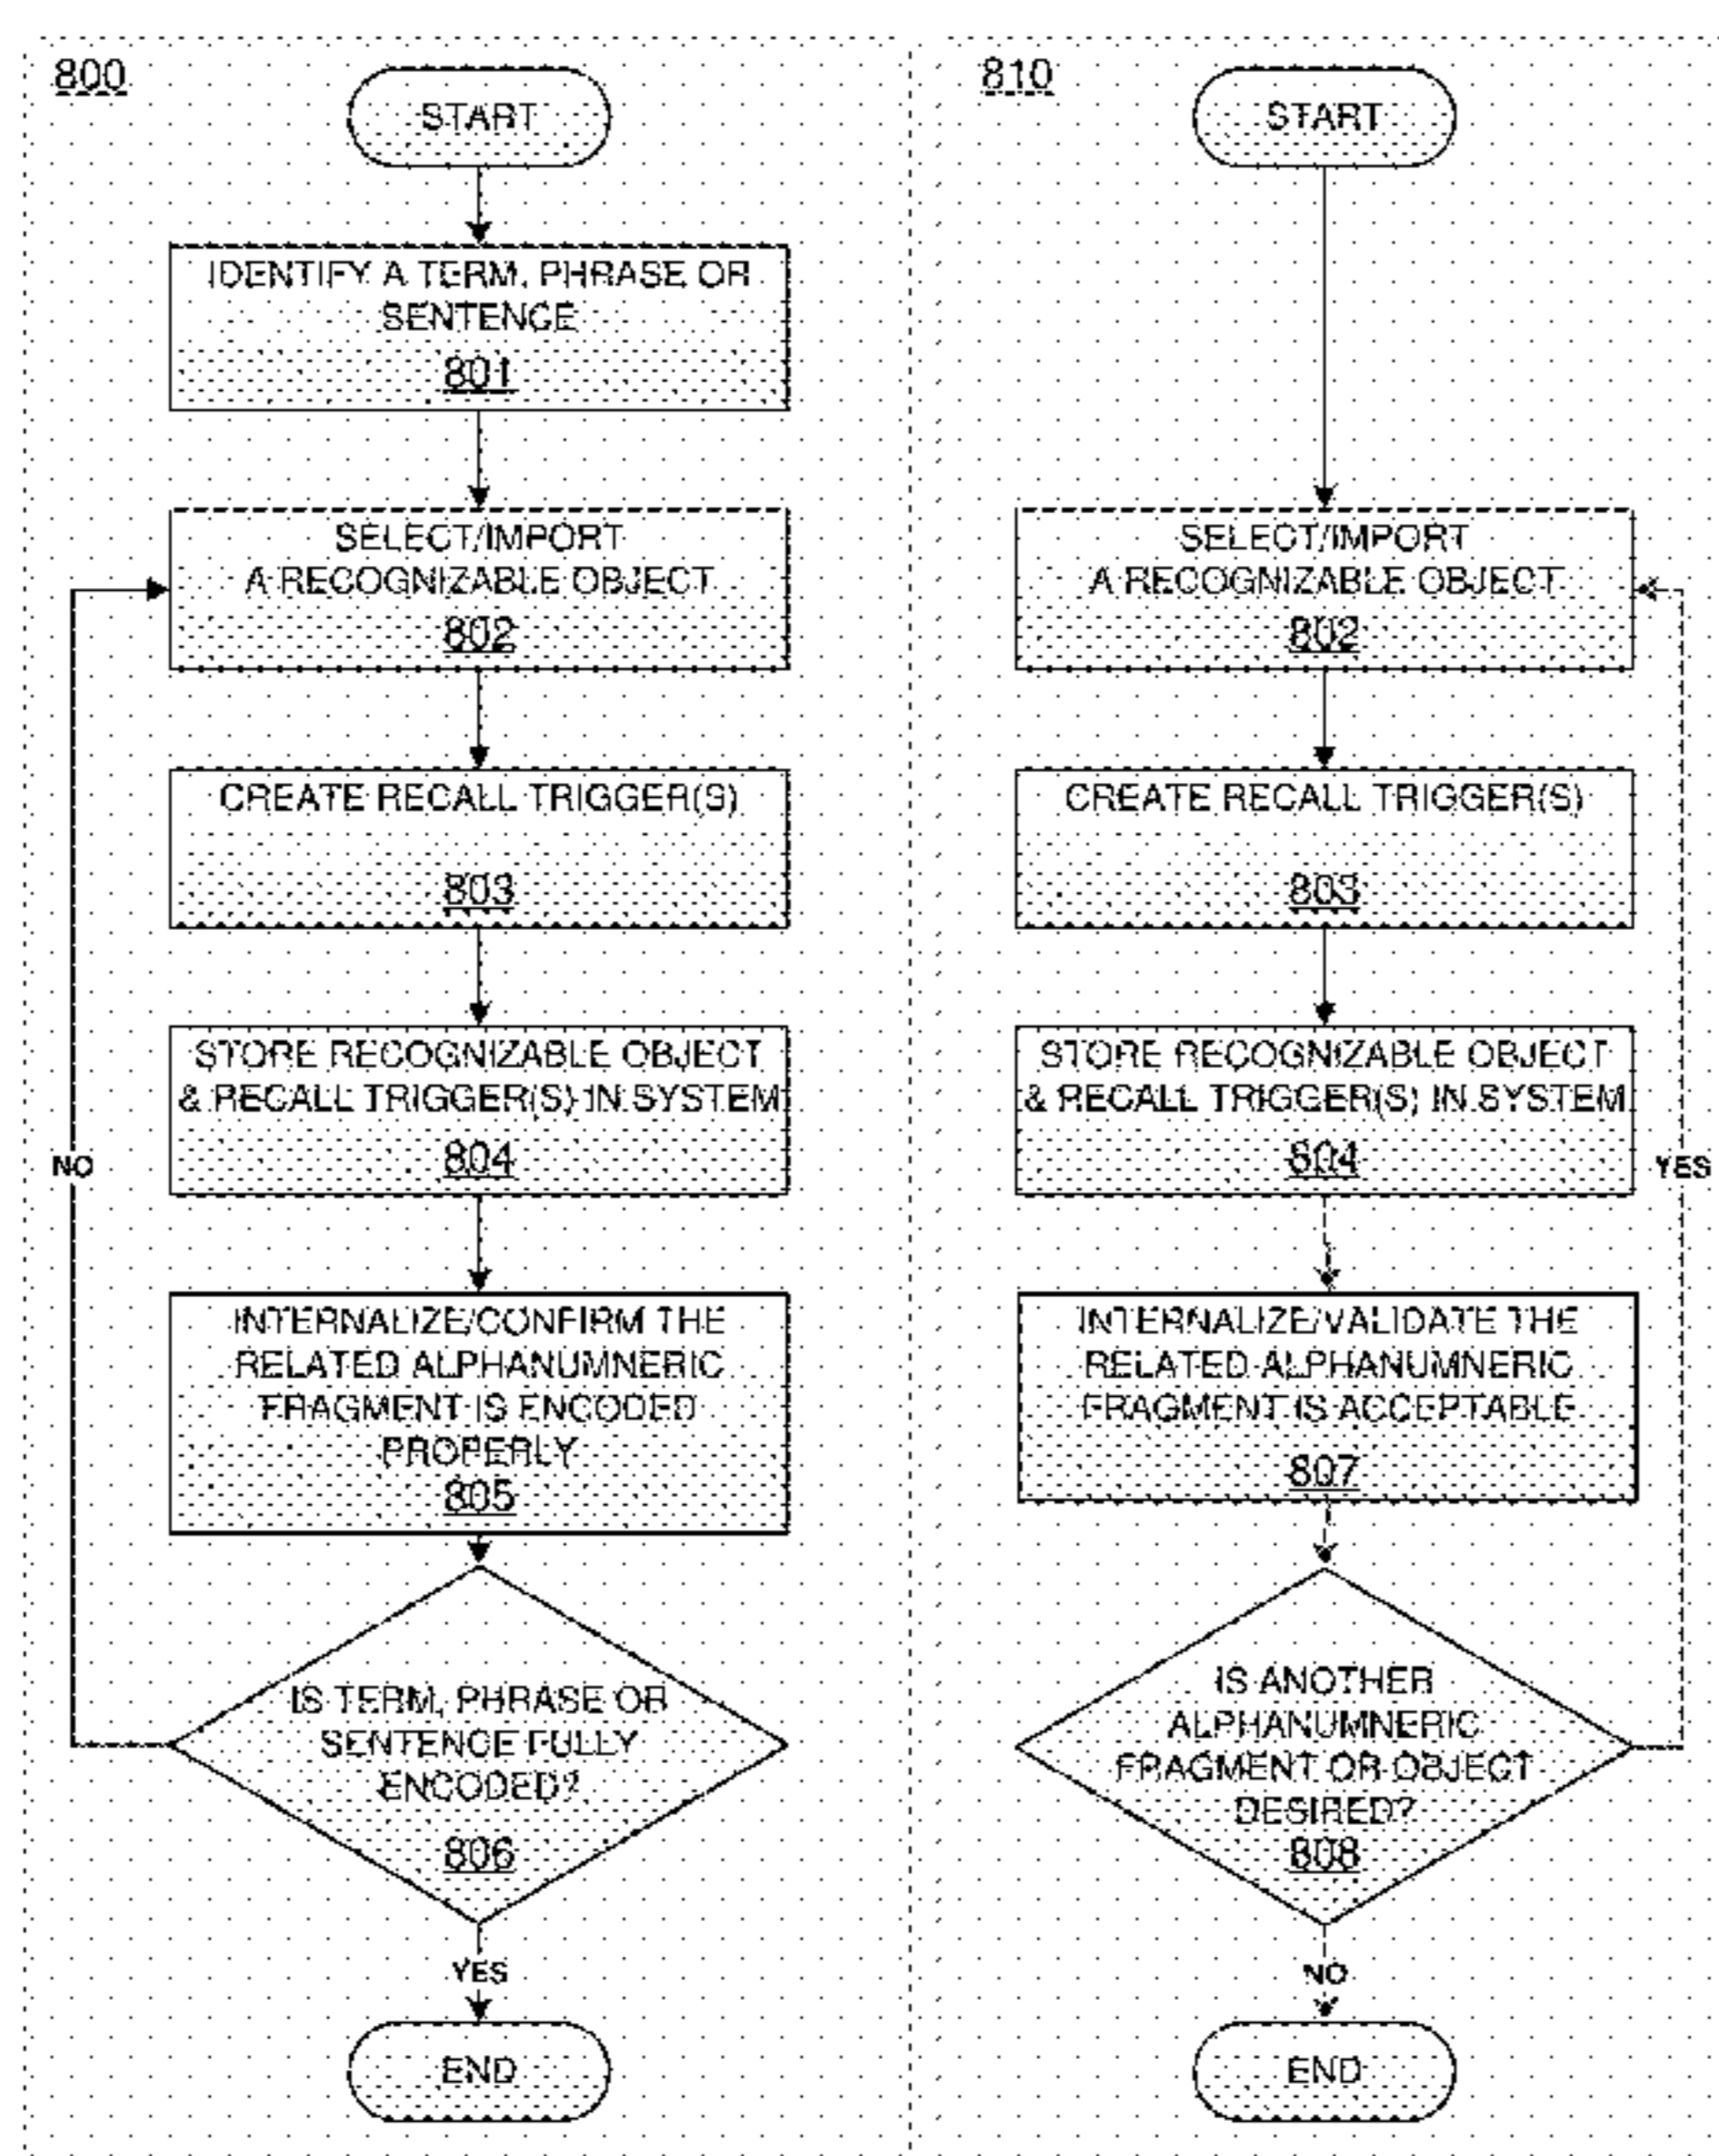 800
START
IDENTIFY A TERM, PHRASE OR
SENTENCE
801
SELECT/IMPORT
A RECOGNIZABLE OBJECT
802
CREATE RECALL TRIGGER(S)
803
STORE RECOGNIZABLE OBJECT
& RECALL TRIGGER(S) IN SYSTEM
804
NO
INTERNALIZE/CONFIRM THE
RELATED ALPHANUMNERIC
FRAGMENT IS ENCODED
PROPERLY
805
IS TERM, PHRASE OR
SENTENCE FULLY
ENCODED?
806
YES
END
810
START
SELECT/IMPORT
A RECOGNIZABLE OBJECT
802
CREATE RECALL TRIGGER(S)
803
STORE RECOGNIZABLE OBJECT
& RECALL TRIGGER(S) IN SYSTEM
804
YES
INTERNALIZE/VALIDATE THE
RELATED ALPHANUMNERIC
FRAGMENT IS ACCEPTABLE
807
IS ANOTHER
ALPHANUMNERIC
FRAGMENT OR OBJECT
DESIRED?
808
NO
END